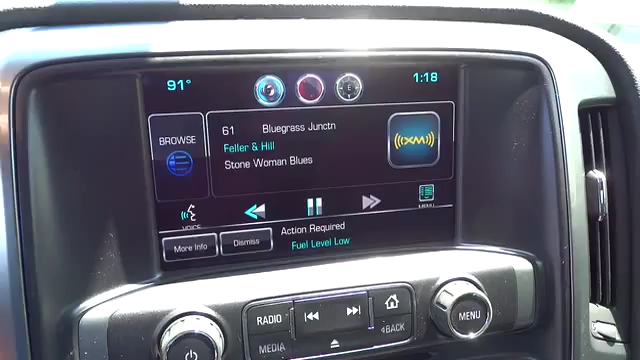 91°
E
1:18
61 Bluegrass Junctn
BROWSE
Feller & Hill
((XM))
Stone Woman Blues
VOICE
MENU
Action Required
More Info
Dismiss
Fuel Level Low
RADIO
MENU
MEDIA
BACK